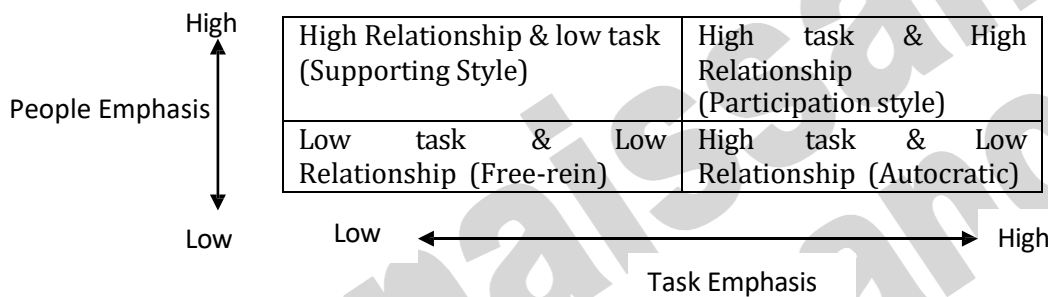 High
High Relationship & low task
(Supporting Style)
High task & High
Relationship
(Participation style)
People Emphasis
Low task & Low
Relationship (Free-rein)
High task & Low
Relationship (Autocratic)
Low
Low
High
Task Emphasis